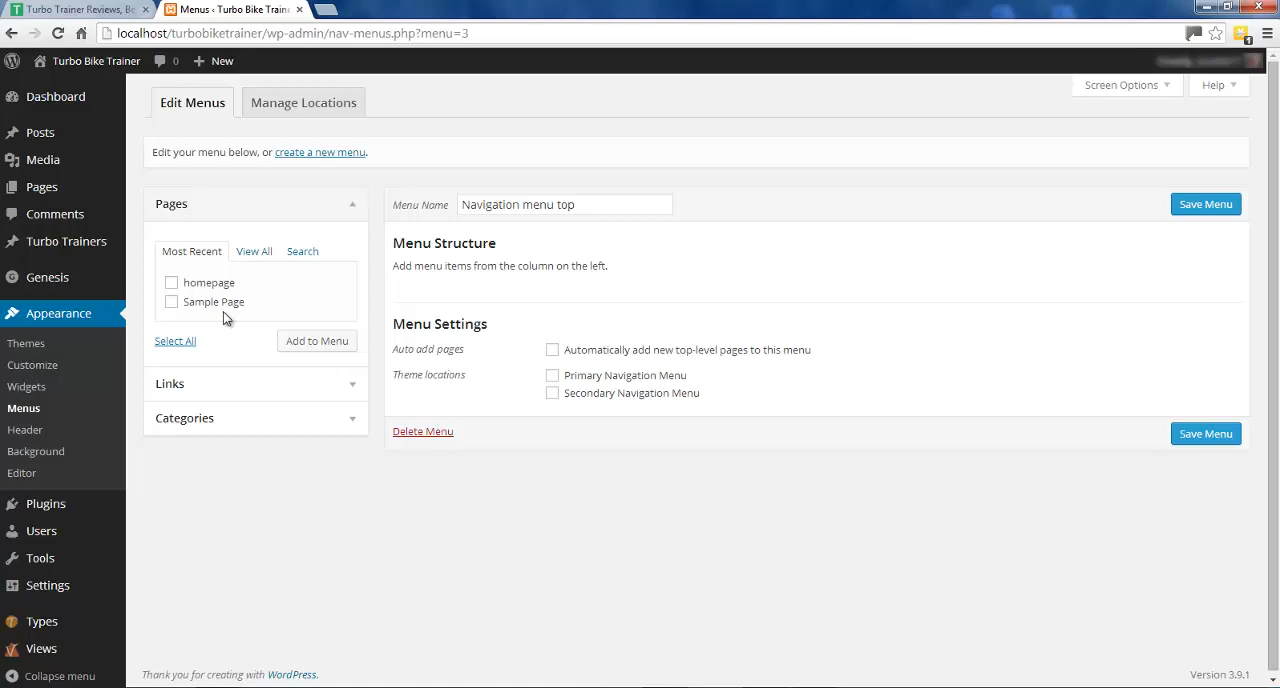 Turbo Trainer Reviews, Be
Menus ‹ Turbo Bike Traine
localhost/turbobiketrainer/wp-admin/nav-menus.php?menu=3
1
Turbo Bike Trainer
0
New
Dashboard
Posts
Media
Pages
Comments
Turbo Trainers
Genesis
Appearance
Themes
Customize
Widgets
Menus
Header
Background
Editor
Plugins
Users
Tools
Settings
Types
Views
Collapse menu
Screen Options
Help
Edit Menus
Manage Locations
Edit your menu below, or create a new menu.
Pages
Most Recent
View All
Search
homepage
Sample Page
Select All
Add to Menu
Links
Categories
Menu Name
Navigation menu top
Save Menu
Menu Structure
Add menu items from the column on the left.
Menu Settings
Auto add pages
Automatically add new top-level pages to this menu
Theme locations
Primary Navigation Menu
Secondary Navigation Menu
Delete Menu
Save Menu
Thank you for creating with WordPress.
Version 3.9.1